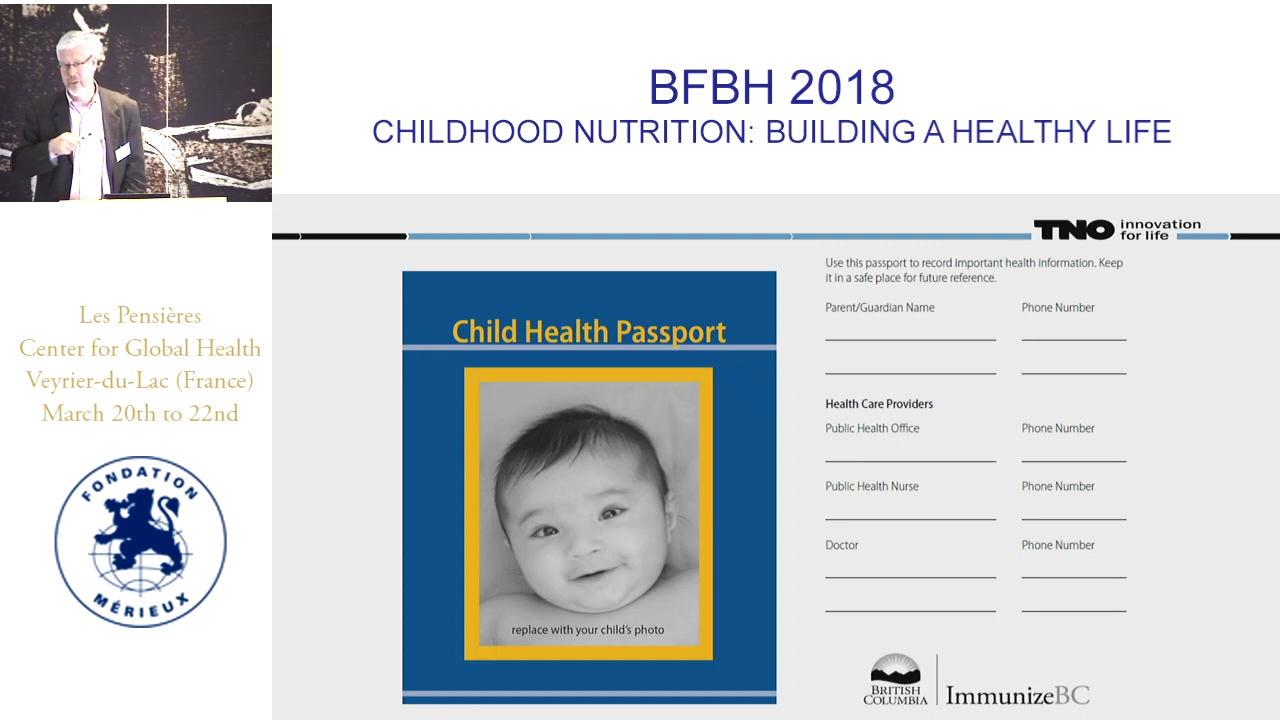 BFBH 2018
CHILDHOOD NUTRITION: BUILDING A HEALTHY LIFE
Les Pensières
Center for Global Health
Veyrier-du-Lac (France)
March 20th to 22nd
FONDATION
MÉRIEUX
TNO innovation
for life
Child Health Passport
replace with your child's photo
Use this passport to record important health information. Keep
it in a safe place for future reference.
Parent/Guardian Name Phone Number
Health Care Providers
Public Health Office Phone Number
Public Health Nurse Phone Number
Doctor Phone Number
BRITISH
COLUMBIA
ImmunizeBC